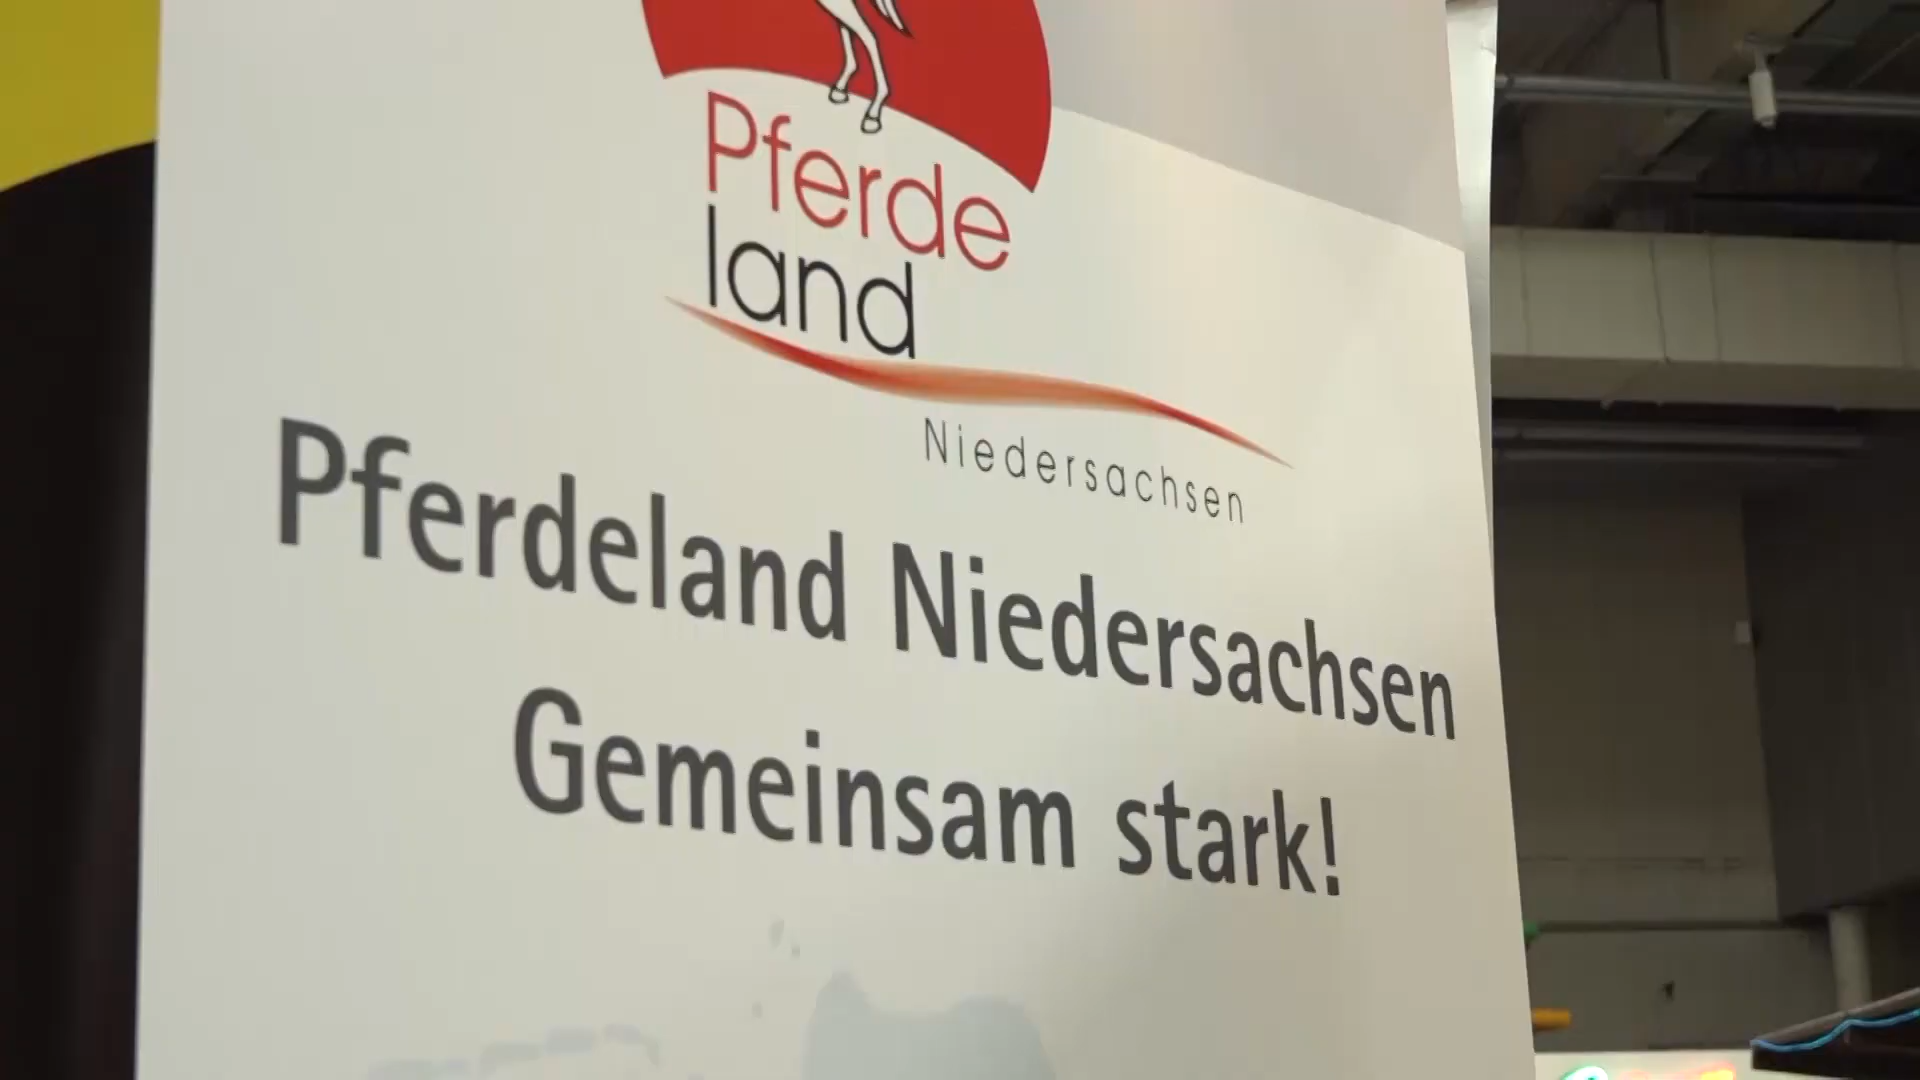 Pferde
land
Niedersachsen
Pferdeland Niedersachsen
Gemeinsam stark!